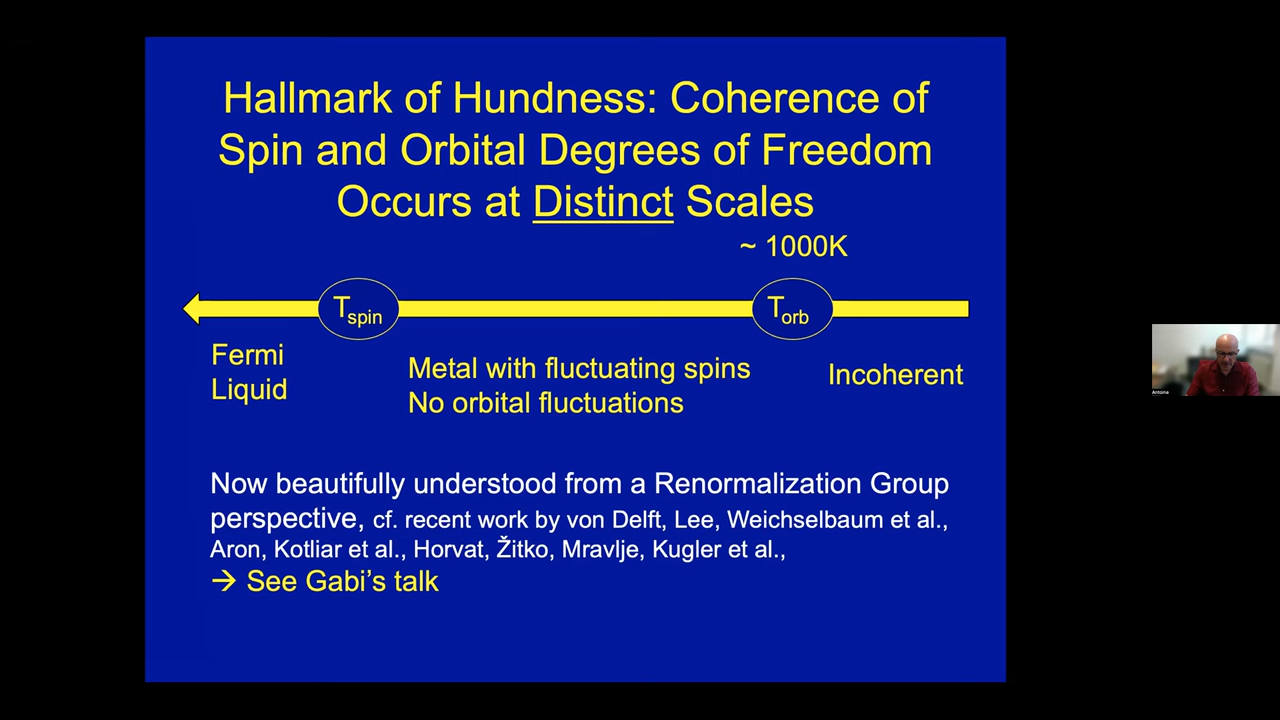 Hallmark of Hundness: Coherence of
Spin and Orbital Degrees of Freedom
Occurs at Distinct Scales
~ 1000K
Tspin
Torb
Fermi
Liquid
Metal with fluctuating spins
No orbital fluctuations
Incoherent
Now beautifully understood from a Renormalization Group
perspective, cf. recent work by von Delft, Lee, Weichselbaum et al.,
Aron, Kotliar et al., Horvat, Žitko, Mravlje, Kugler et al.,
→ See Gabi's talk
Antoine